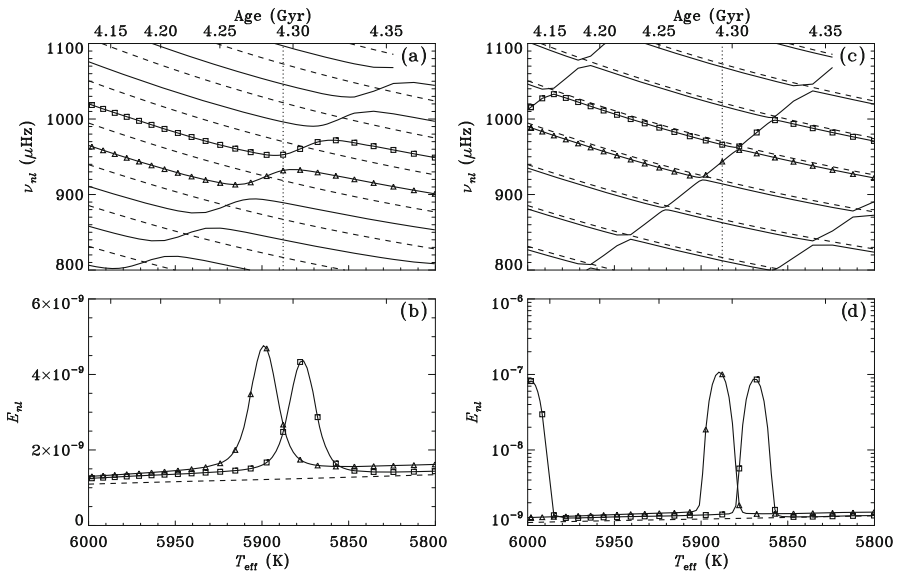 Age (Gyr) Age (Gyr)
4.15 4.20 4.25 4.30 4.35 4.15 4.20 4.25 4.30 4.35
1100 (a) 1100 (c)
1000 1000
ν_nl (μHz) ν_nl (μHz)
900 900
800 800
6×10⁻⁹ (b) 10⁻⁶ (d)
4×10⁻⁹ 10⁻⁷
E_nl E_nl
2×10⁻⁹ 10⁻⁸
0 10⁻⁹
6000 5950 5900 5850 5800 6000 5950 5900 5850 5800
T_eff (K) T_eff (K)